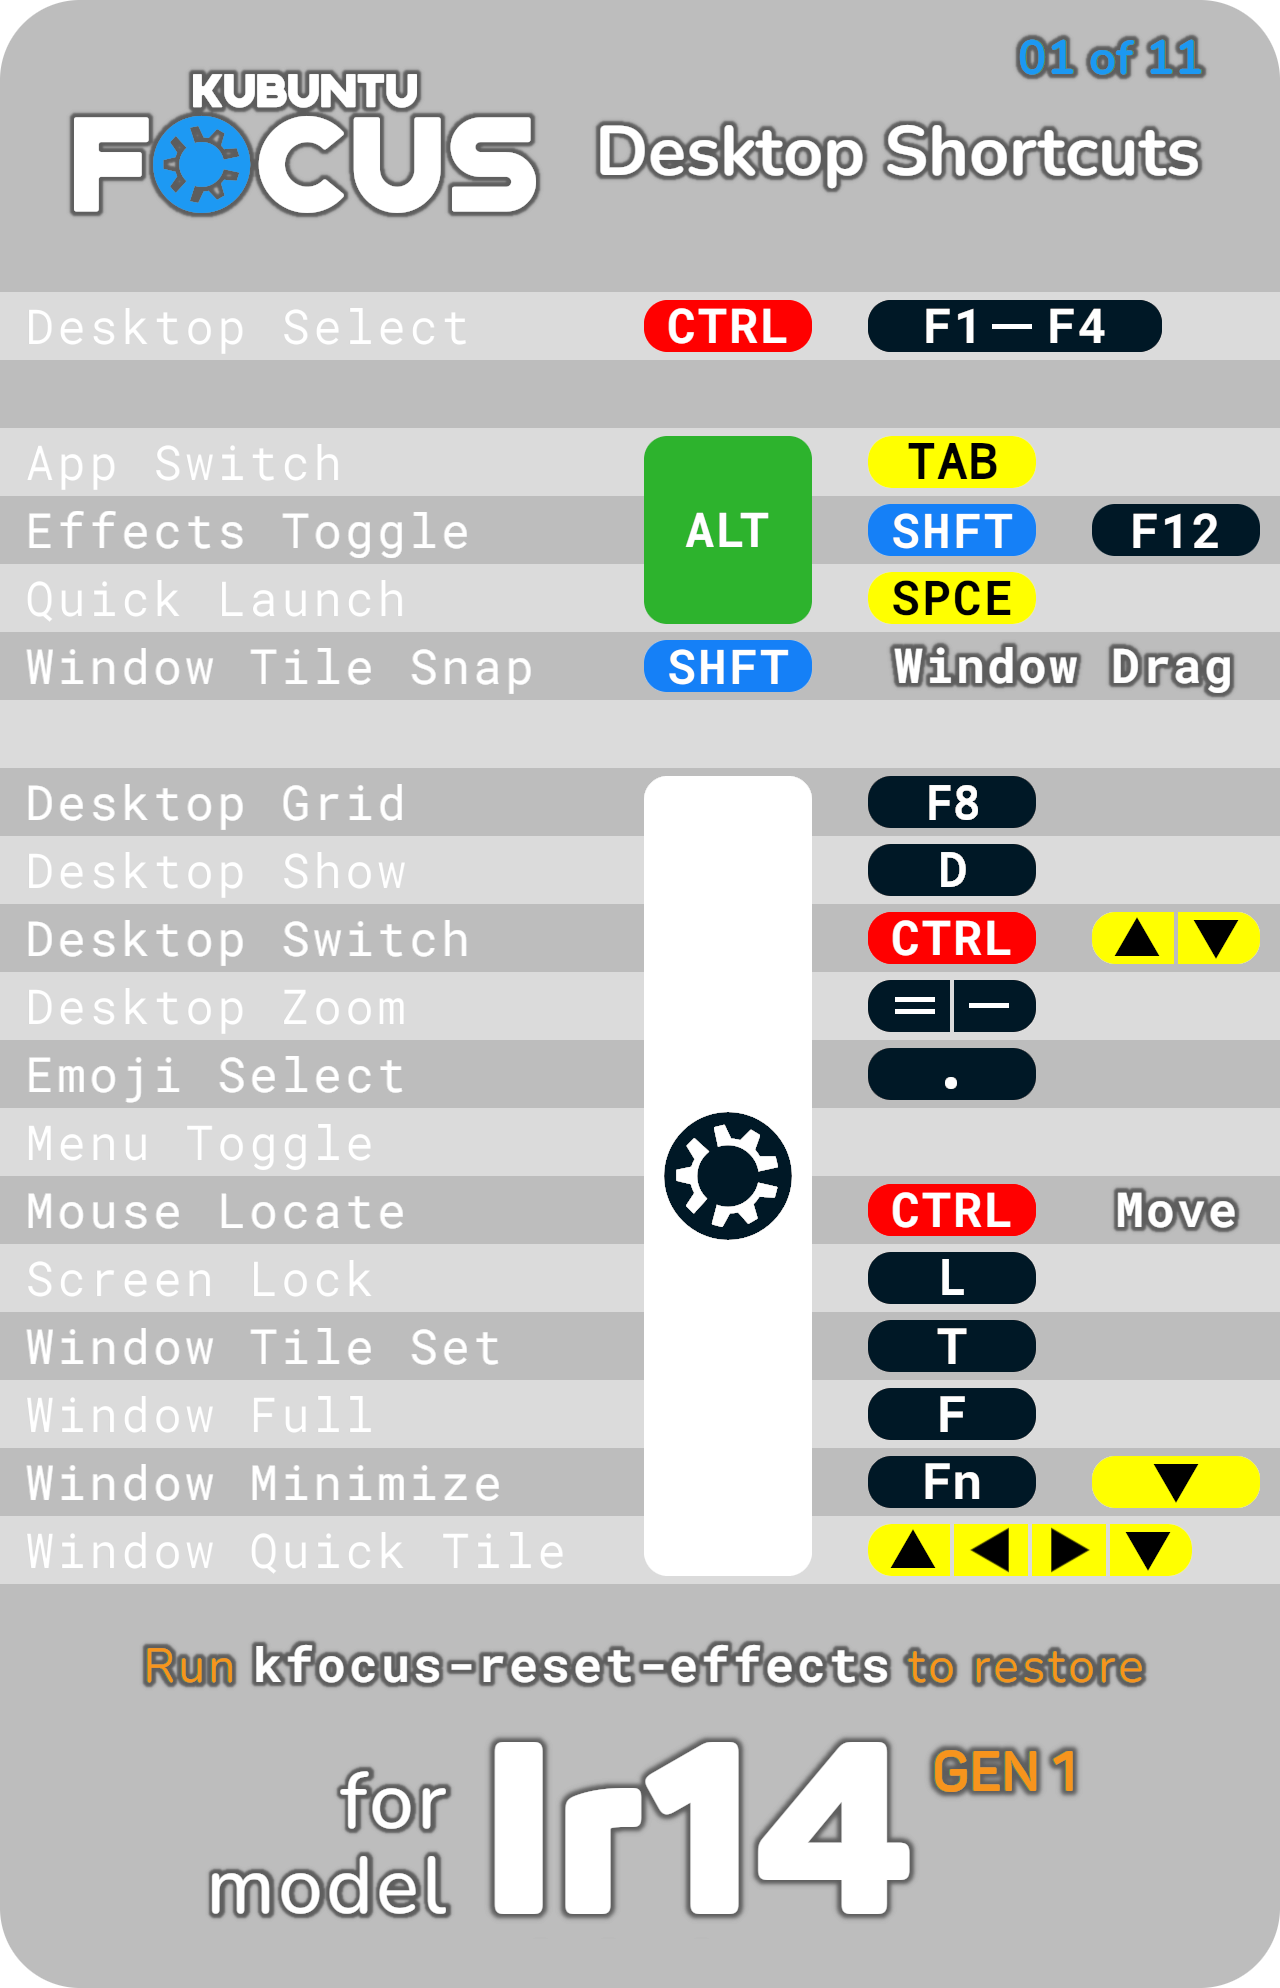 01 of 11
KUBUNTU
FOCUS
Desktop Shortcuts
Desktop Select CTRL F1 — F4
App Switch TAB
Effects Toggle ALT SHFT F12
Quick Launch SPCE
Window Tile Snap SHFT Window Drag
Desktop Grid F8
Desktop Show D
Desktop Switch CTRL ▲ ▼
Desktop Zoom = —
Emoji Select .
Menu Toggle
Mouse Locate CTRL Move
Screen Lock L
Window Tile Set T
Window Full F
Window Minimize Fn ▼
Window Quick Tile ▲ ◀ ▶ ▼
Run kfocus-reset-effects to restore
for model Ir14 GEN 1